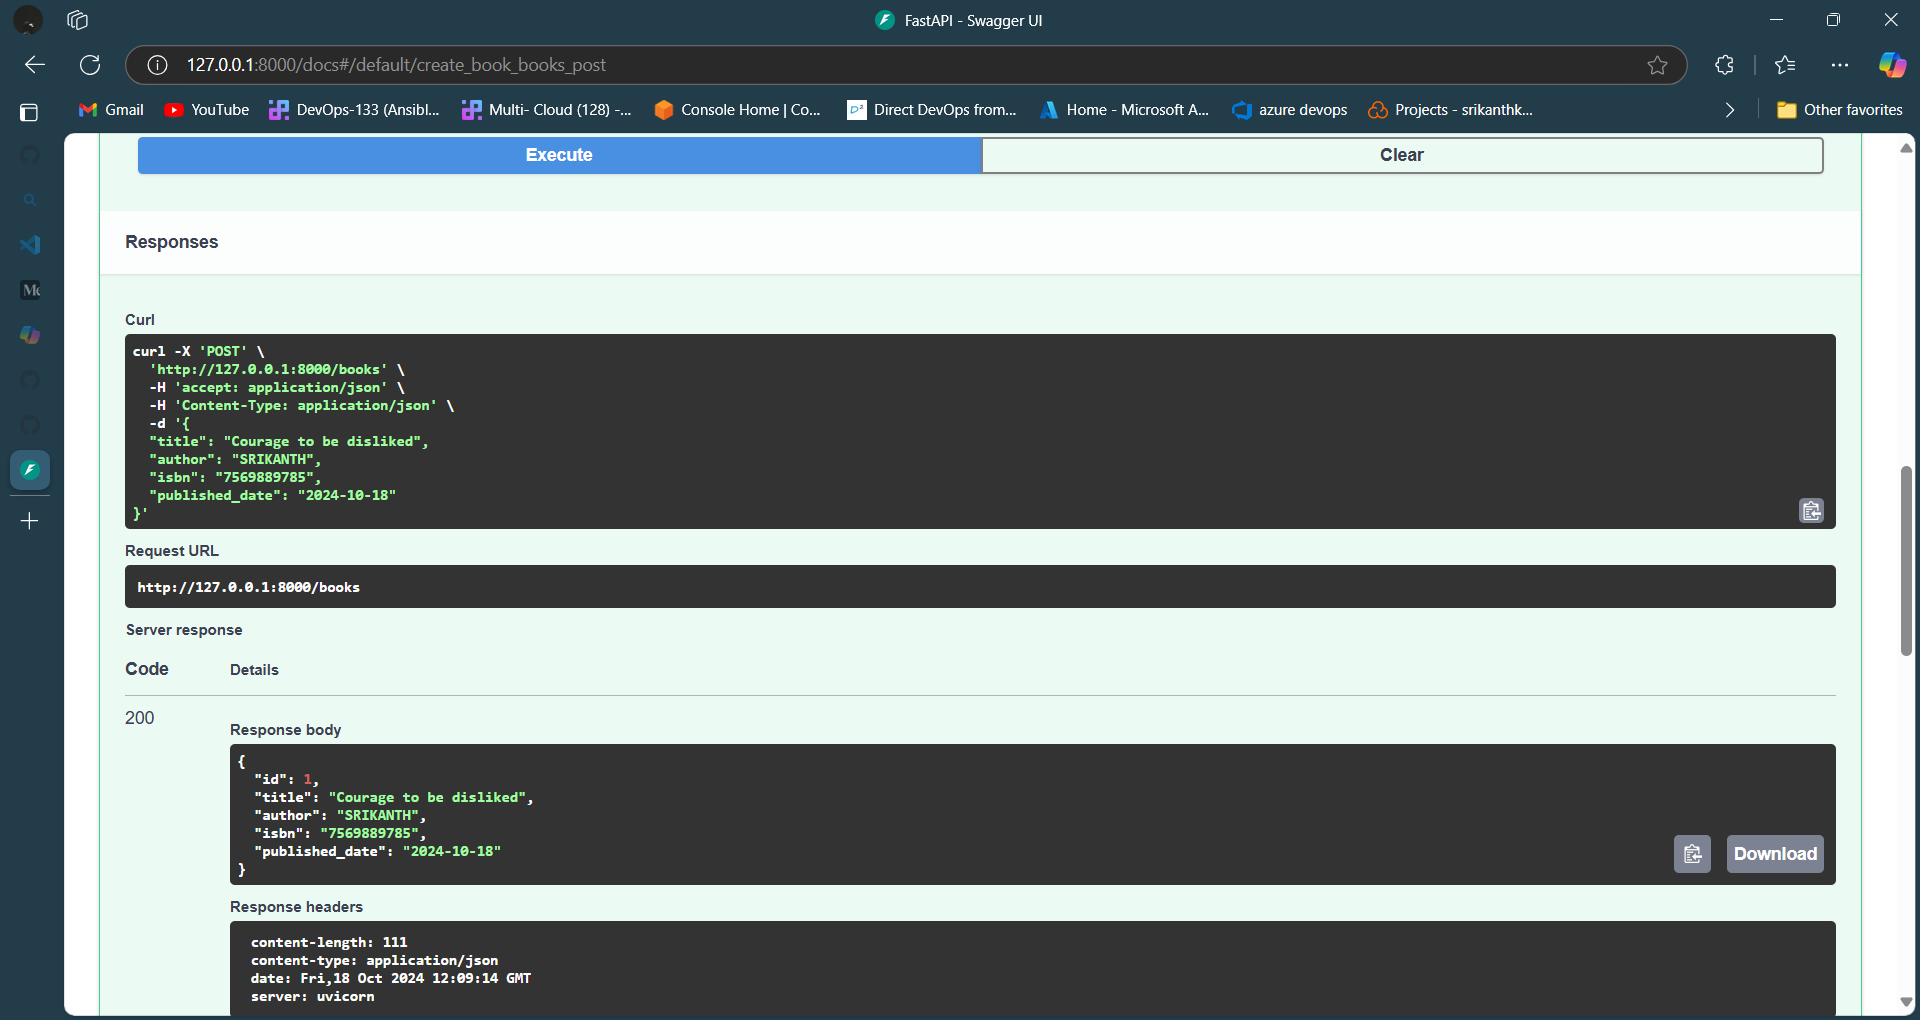 FastAPI - Swagger UI
127.0.0.1:8000/docs#/default/create_book_books_post
Gmail YouTube DevOps-133 (Ansibl... Multi- Cloud (128) -... Console Home | Co... Direct DevOps from... Home - Microsoft A... azure devops Projects - srikanthk... Other favorites
Execute Clear
Responses
Curl
curl -X 'POST' \
'http://127.0.0.1:8000/books' \
-H 'accept: application/json' \
-H 'Content-Type: application/json' \
-d '{
"title": "Courage to be disliked",
"author": "SRIKANTH",
"isbn": "7569889785",
"published_date": "2024-10-18"
}'
Request URL
http://127.0.0.1:8000/books
Server response
Code Details
200
Response body
{
"id": 1,
"title": "Courage to be disliked",
"author": "SRIKANTH",
"isbn": "7569889785",
"published_date": "2024-10-18"
}
Download
Response headers
content-length: 111
content-type: application/json
date: Fri,18 Oct 2024 12:09:14 GMT
server: uvicorn